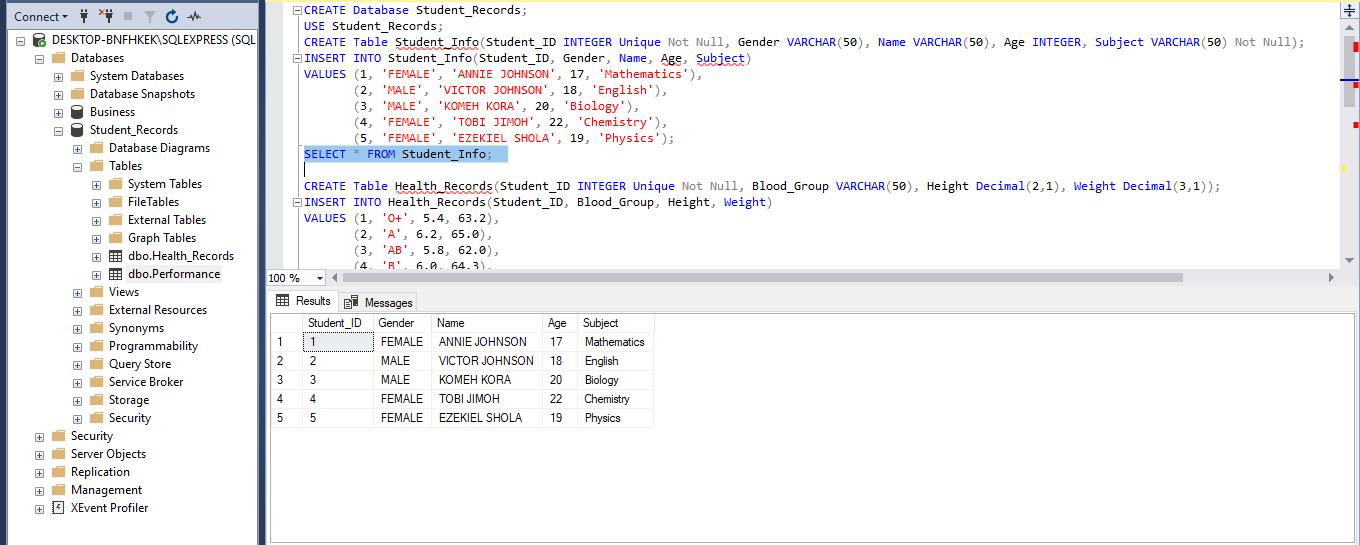 Connect
DESKTOP-BNFHKEK\SQLEXPRESS (SQL
Databases
System Databases
Database Snapshots
Business
Student_Records
Database Diagrams
Tables
System Tables
FileTables
External Tables
Graph Tables
dbo.Health_Records
dbo.Performance
Views
External Resources
Synonyms
Programmability
Query Store
Service Broker
Storage
Security
Security
Server Objects
Replication
Management
XEvent Profiler
CREATE Database Student_Records;
USE Student_Records;
CREATE Table Student_Info(Student_ID INTEGER Unique Not Null, Gender VARCHAR(50), Name VARCHAR(50), Age INTEGER, Subject VARCHAR(50) Not Null);
INSERT INTO Student_Info(Student_ID, Gender, Name, Age, Subject)
VALUES (1, 'FEMALE', 'ANNIE JOHNSON', 17, 'Mathematics'),
(2, 'MALE', 'VICTOR JOHNSON', 18, 'English'),
(3, 'MALE', 'KOMEH KORA', 20, 'Biology'),
(4, 'FEMALE', 'TOBI JIMOH', 22, 'Chemistry'),
(5, 'FEMALE', 'EZEKIEL SHOLA', 19, 'Physics');
SELECT * FROM Student_Info;
CREATE Table Health_Records(Student_ID INTEGER Unique Not Null, Blood_Group VARCHAR(50), Height Decimal(2,1), Weight Decimal(3,1));
INSERT INTO Health_Records(Student_ID, Blood_Group, Height, Weight)
VALUES (1, 'O+', 5.4, 63.2),
(2, 'A', 6.2, 65.0),
(3, 'AB', 5.8, 62.0),
(4, 'B', 6.0, 64.3),
100 %
Results Messages
Student_ID Gender Name Age Subject
1 1 FEMALE ANNIE JOHNSON 17 Mathematics
2 2 MALE VICTOR JOHNSON 18 English
3 3 MALE KOMEH KORA 20 Biology
4 4 FEMALE TOBI JIMOH 22 Chemistry
5 5 FEMALE EZEKIEL SHOLA 19 Physics